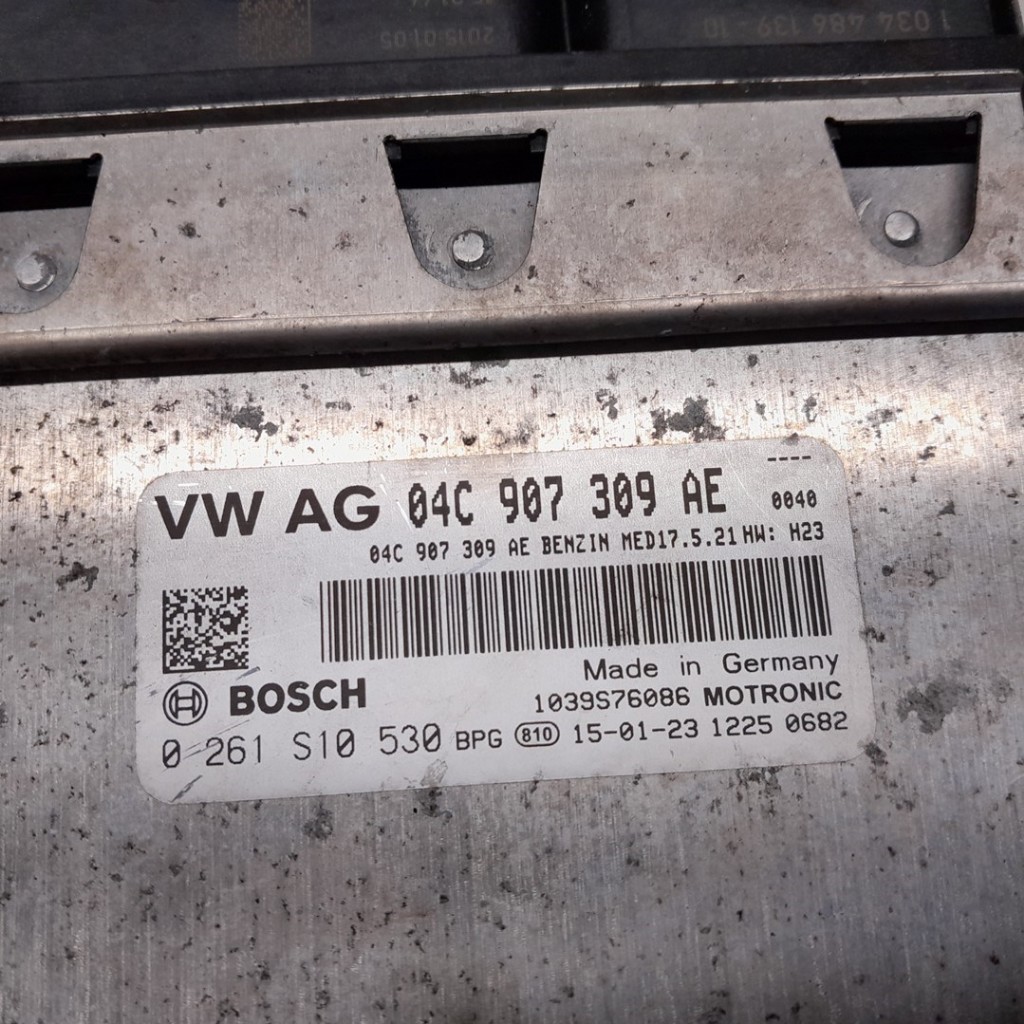 2015.01.05
1 034 486 139-10
VW AG 04C 907 309 AE
----
0040
04C 907 309 AE BENZIN MED17.5.21 HW: H23
Made in Germany
BOSCH
1039S76086 MOTRONIC
0 261 S10 530 BPG 810 15-01-23 1225 0682